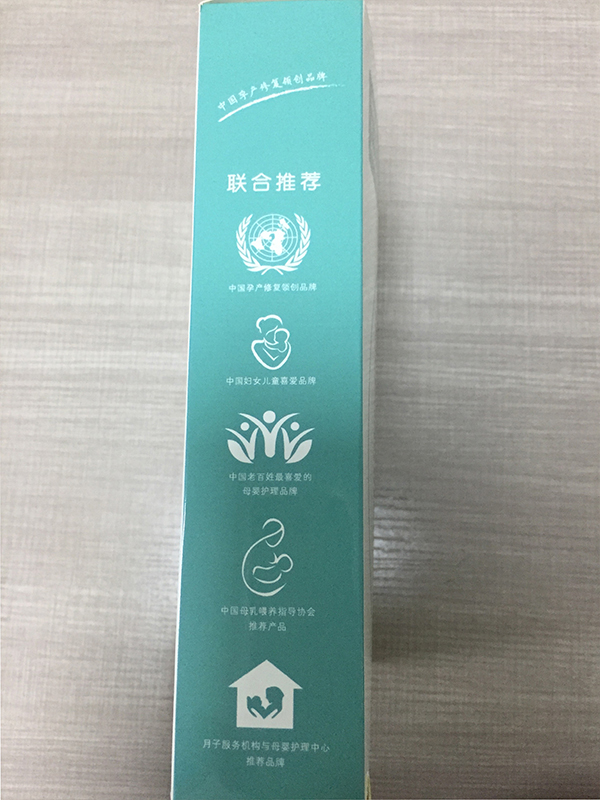 中国孕产修复领创品牌
联合推荐
中国孕产修复领创品牌
中国妇女儿童喜爱品牌
中国老百姓最喜爱的
母婴护理品牌
中国母乳喂养指导协会
推荐产品
月子服务机构与母婴护理中心
推荐品牌